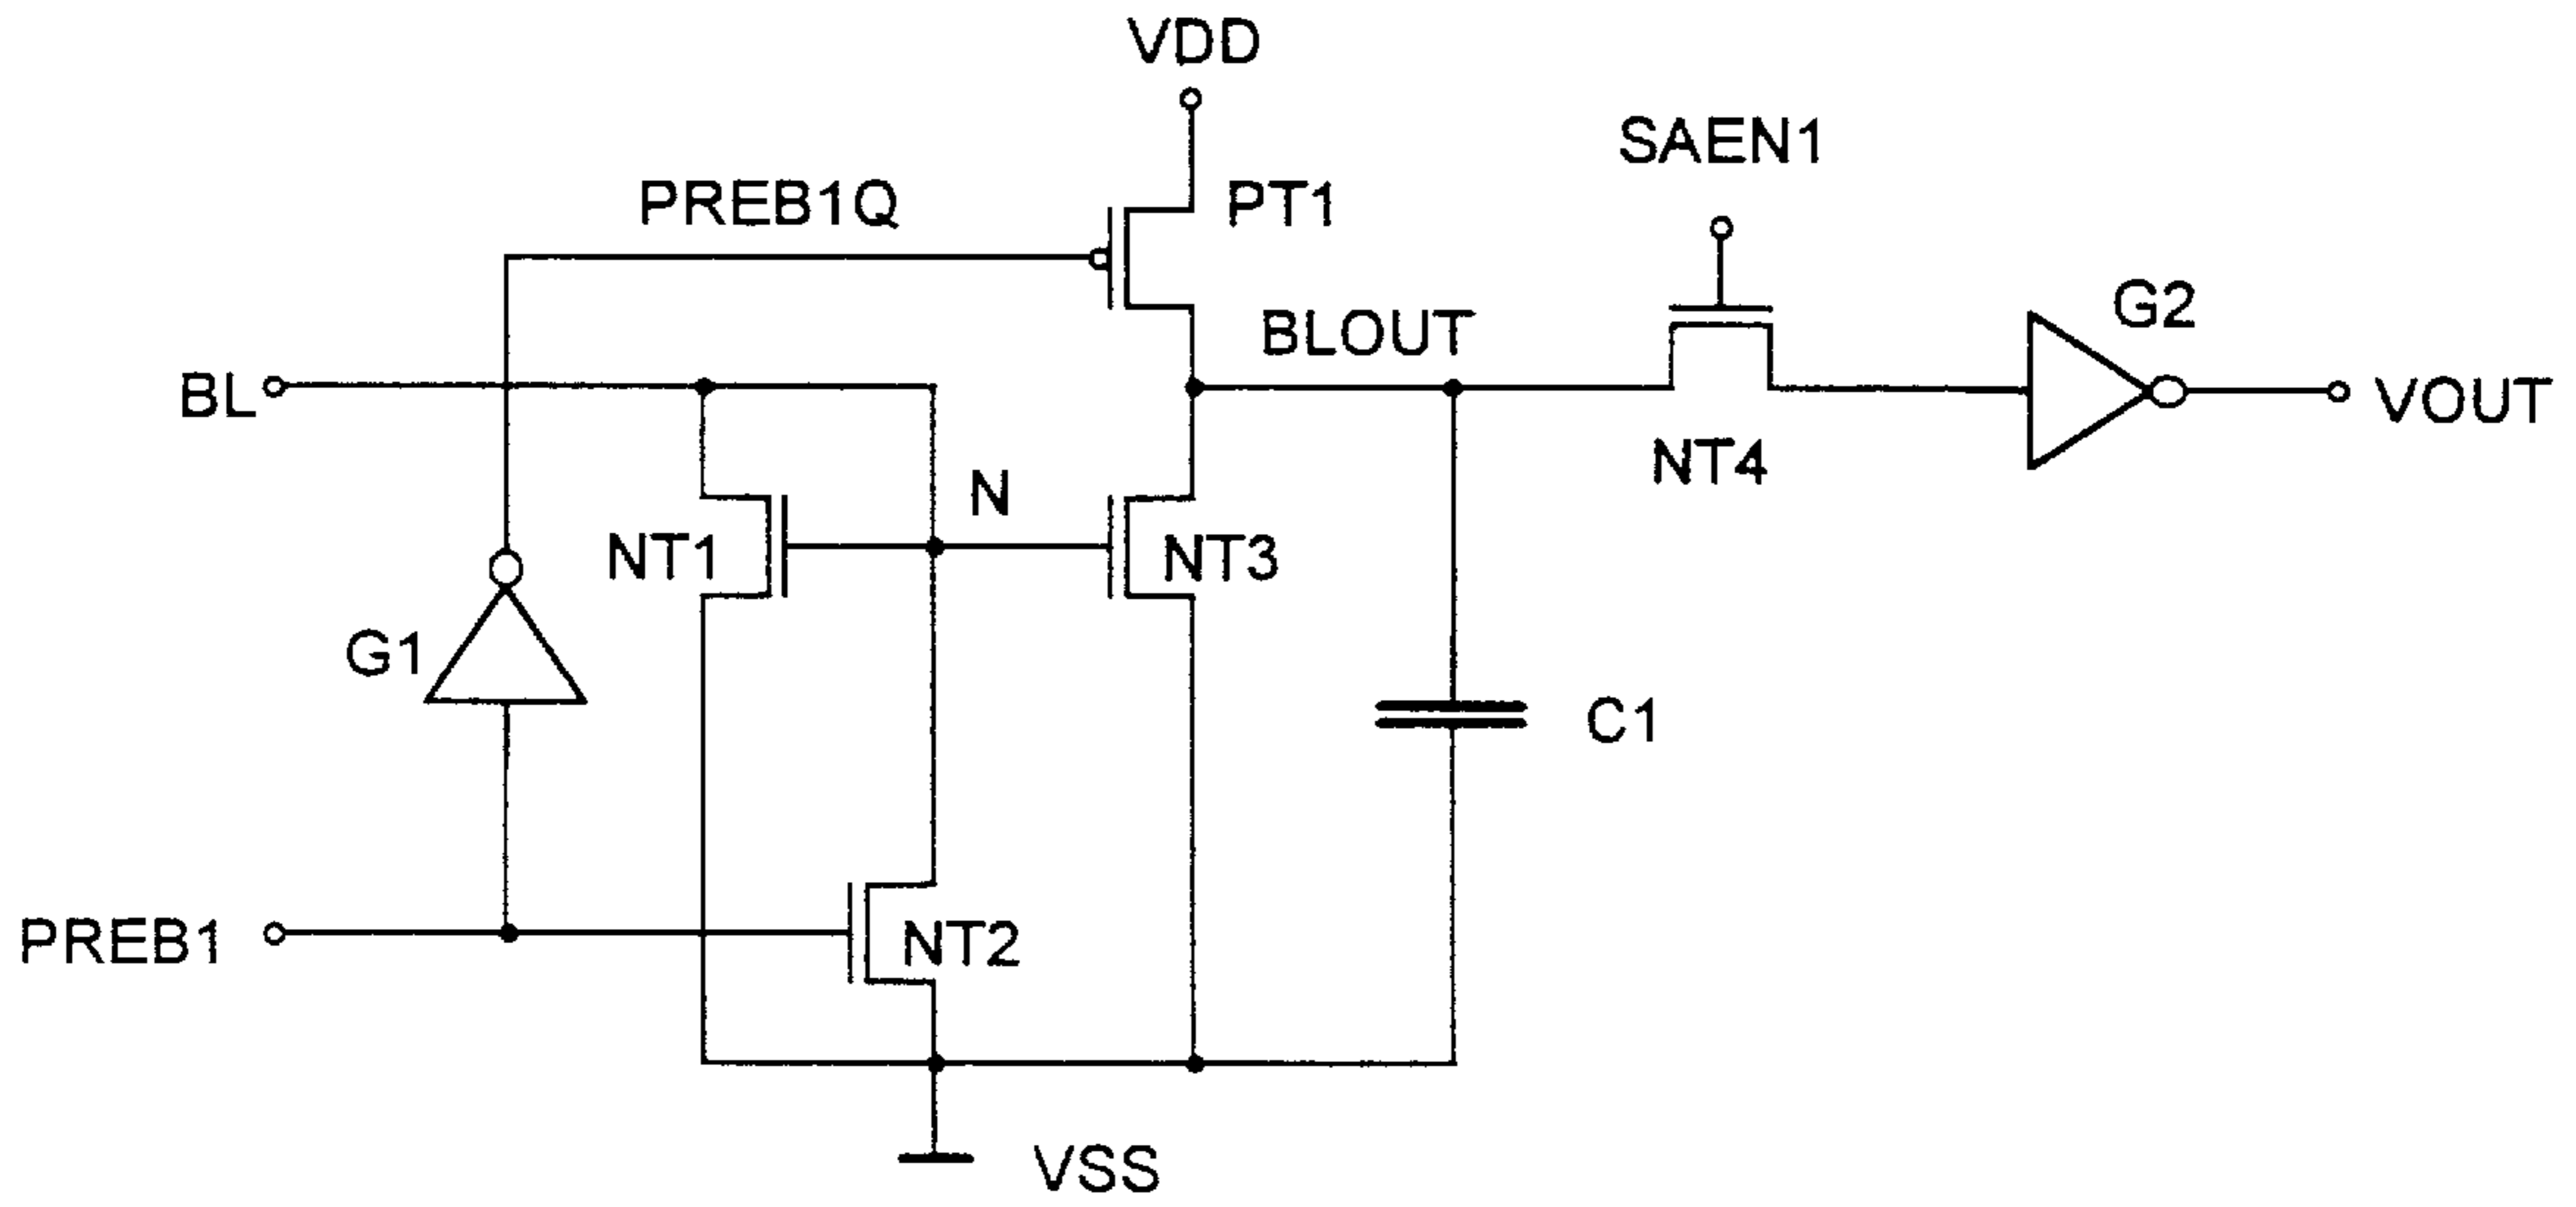 VDD
SAEN1
PREB1Q
PT1
G2
BLOUT
BL
VOUT
NT4
N
NT1
NT3
G1
C1
PREB1
NT2
VSS